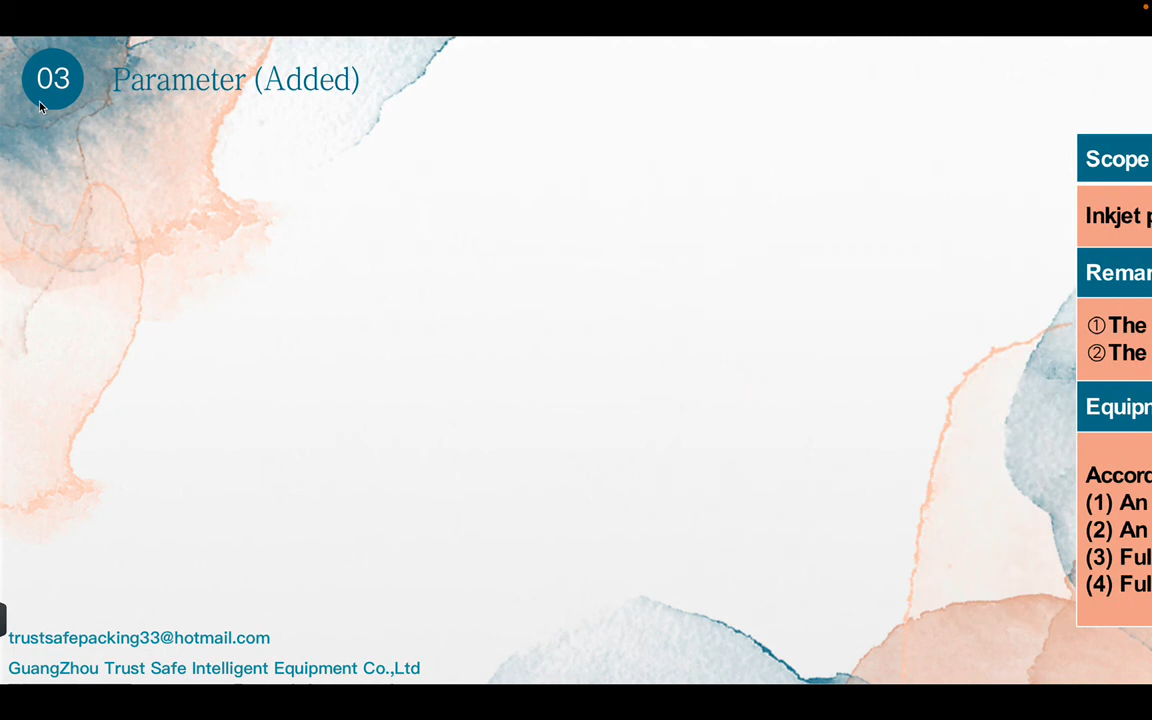 03
Parameter (Added)
Scope
Inkjet
Remar
①The
②The
Equipm
Accord
(1) An
(2) An
(3) Ful
(4) Ful
trustsafepacking33@hotmail.com
GuangZhou Trust Safe Intelligent Equipment Co.,Ltd